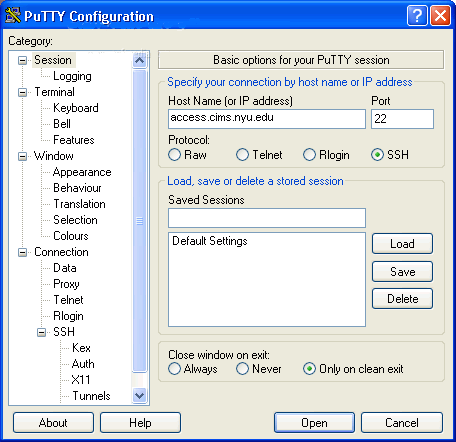 PuTTY Configuration
Category:
Session
Logging
Terminal
Keyboard
Bell
Features
Window
Appearance
Behaviour
Translation
Selection
Colours
Connection
Data
Proxy
Telnet
Rlogin
SSH
Kex
Auth
X11
Tunnels
Basic options for your PuTTY session
Specify your connection by host name or IP address
Host Name (or IP address) Port
access.cims.nyu.edu 22
Protocol:
Raw Telnet Rlogin SSH
Load, save or delete a stored session
Saved Sessions
Default Settings
Load
Save
Delete
Close window on exit:
Always Never Only on clean exit
About Help Open Cancel